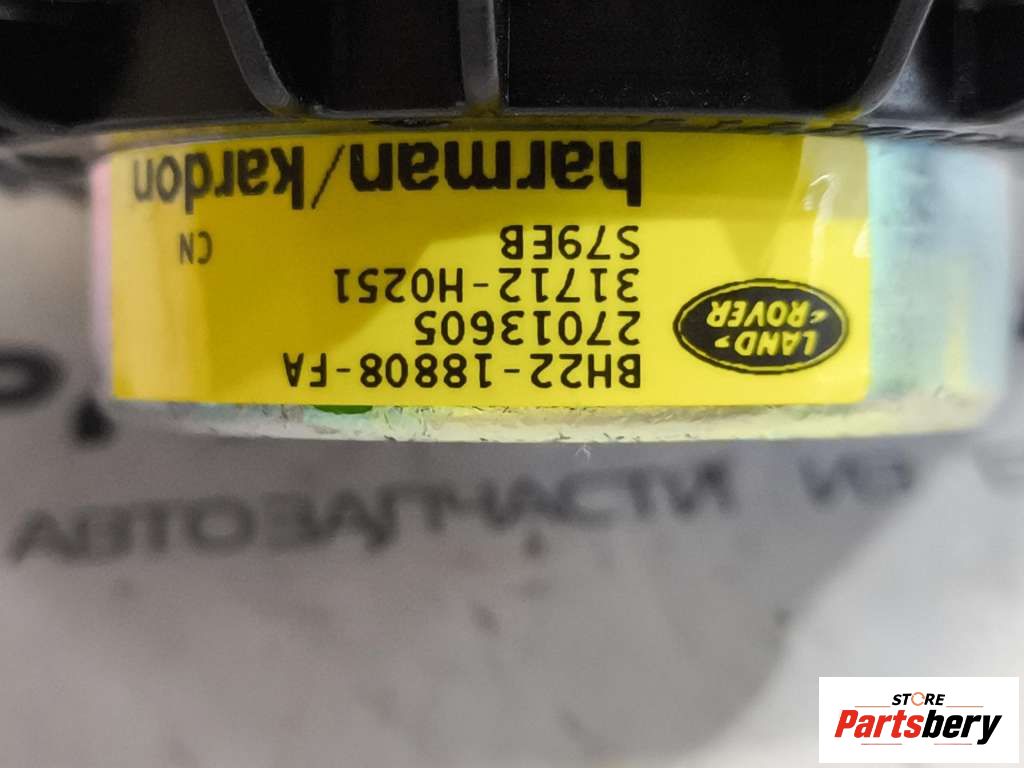 harman/kardon
CN
S79EB
31712-H0251
27013605
BH22-18808-FA
LAND
ROVER
АВТОЗАПЧАСТИ
STORE
Partsbery